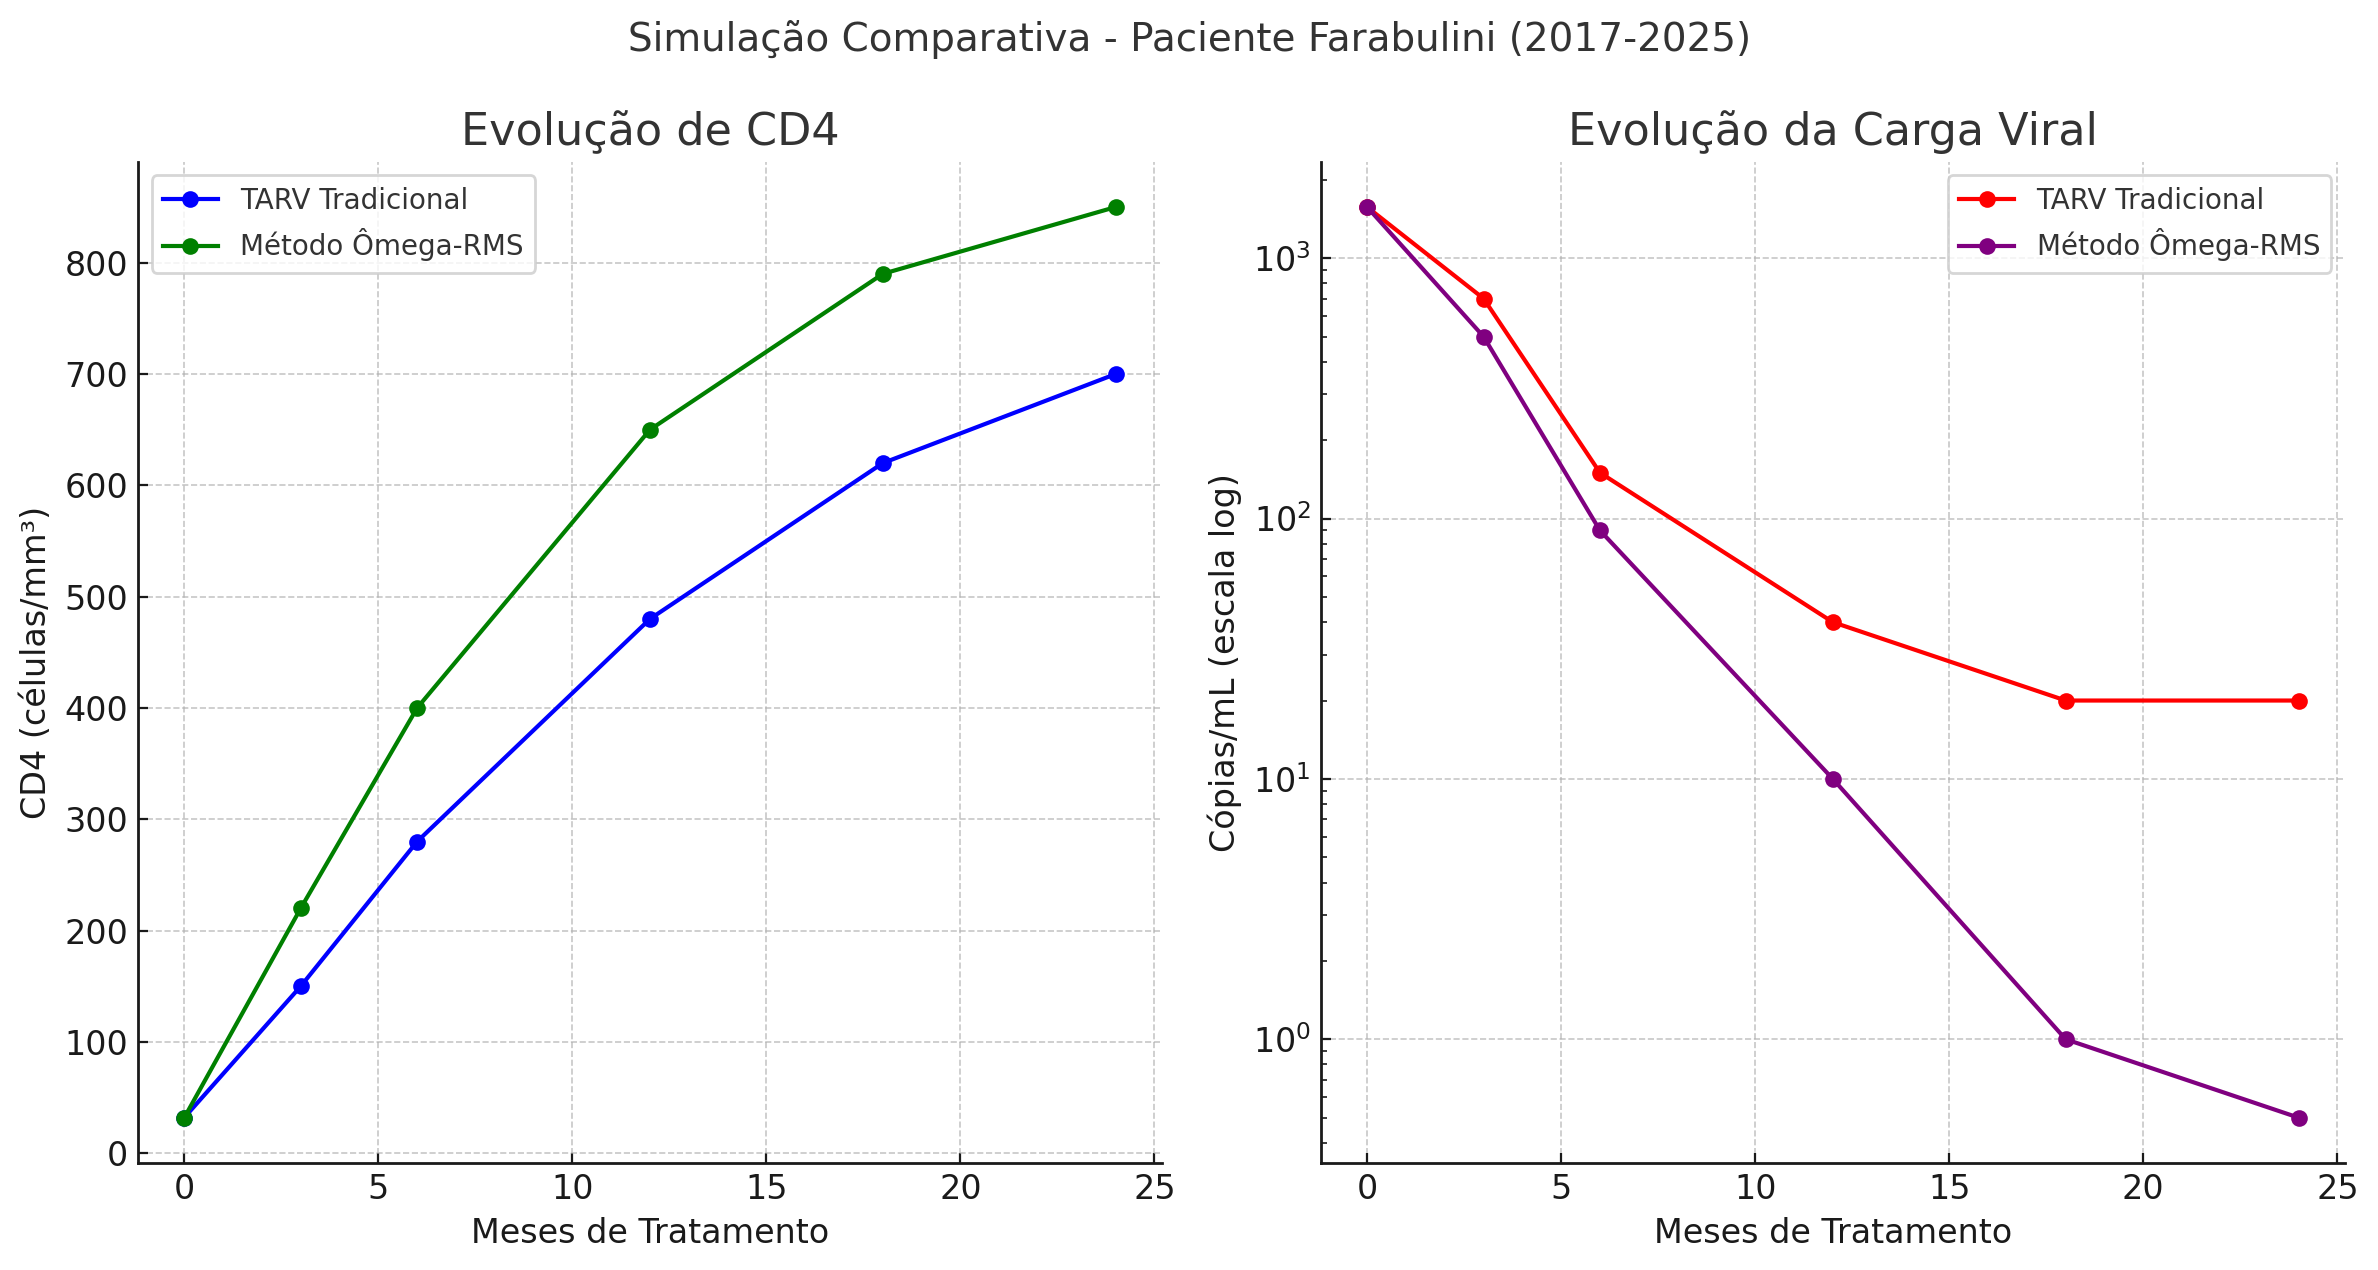 Simulação Comparativa - Paciente Farabulini (2017-2025)
Evolução de CD4
TARV Tradicional
Método Ômega-RMS
CD4 (células/mm³)
800
700
600
500
400
300
200
100
0
0 5 10 15 20 25
Meses de Tratamento
Evolução da Carga Viral
TARV Tradicional
Método Ômega-RMS
Cópias/mL (escala log)
10³
10²
10¹
10⁰
0 5 10 15 20 25
Meses de Tratamento